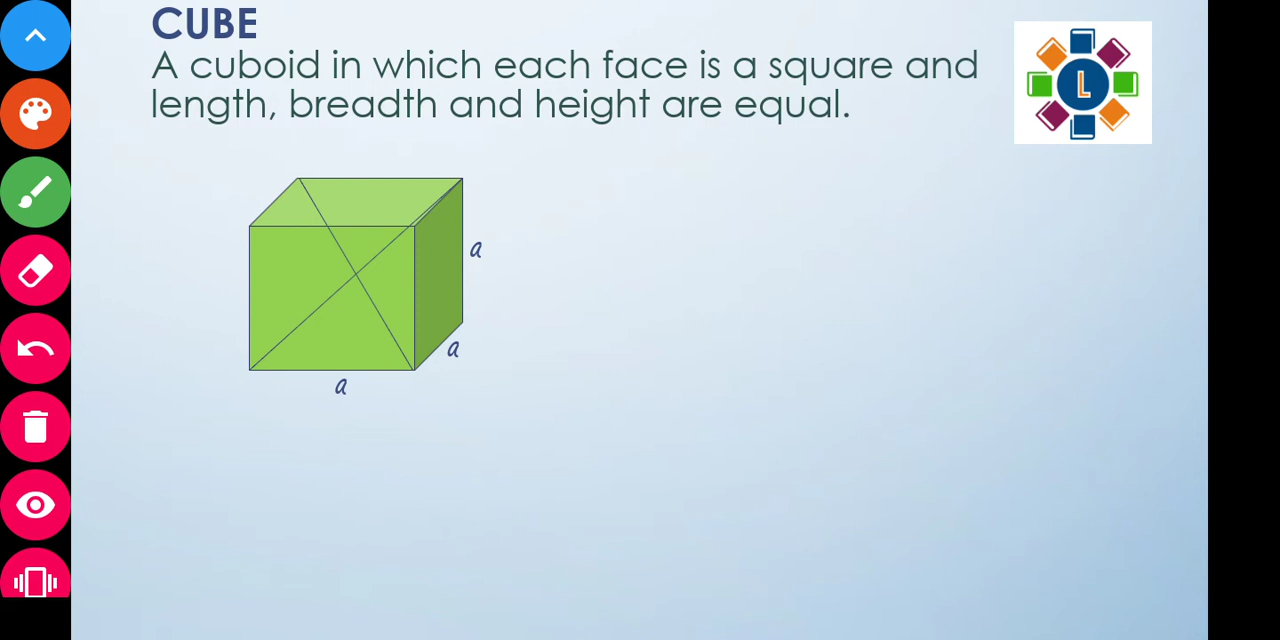 CUBE
A cuboid in which each face is a square and
length, breadth and height are equal.
L
a
a
a